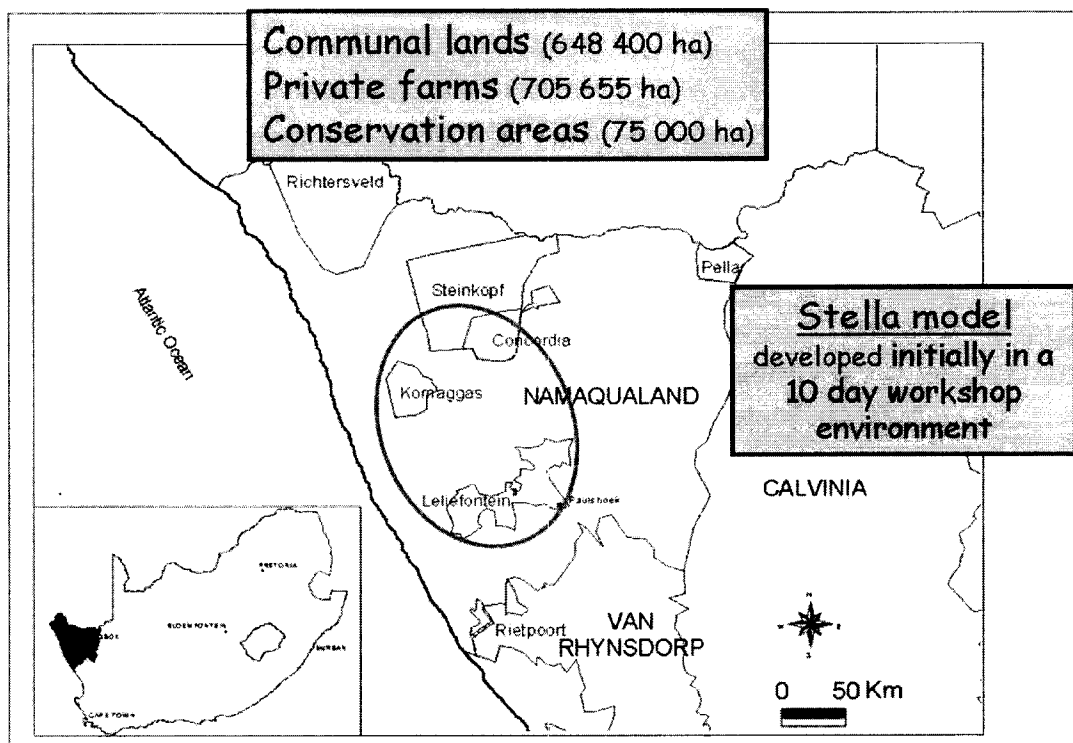 Communal lands (648 400 ha)
Private farms (705 655 ha)
Conservation areas (75 000 ha)
Richtersveld
Pella
Steinkopf
Stella model
developed initially in a
10 day workshop
environment
Concordia
Atlantic Ocean
Komaggas
NAMAQUALAND
CALVINIA
Leliefontein
Paulshoek
PRETORIA
BLOEMFONTEIN
DURBAN
CAPE TOWN
Rietpoort
VAN
RHYNSDORP
N
W
E
S
0 50 Km